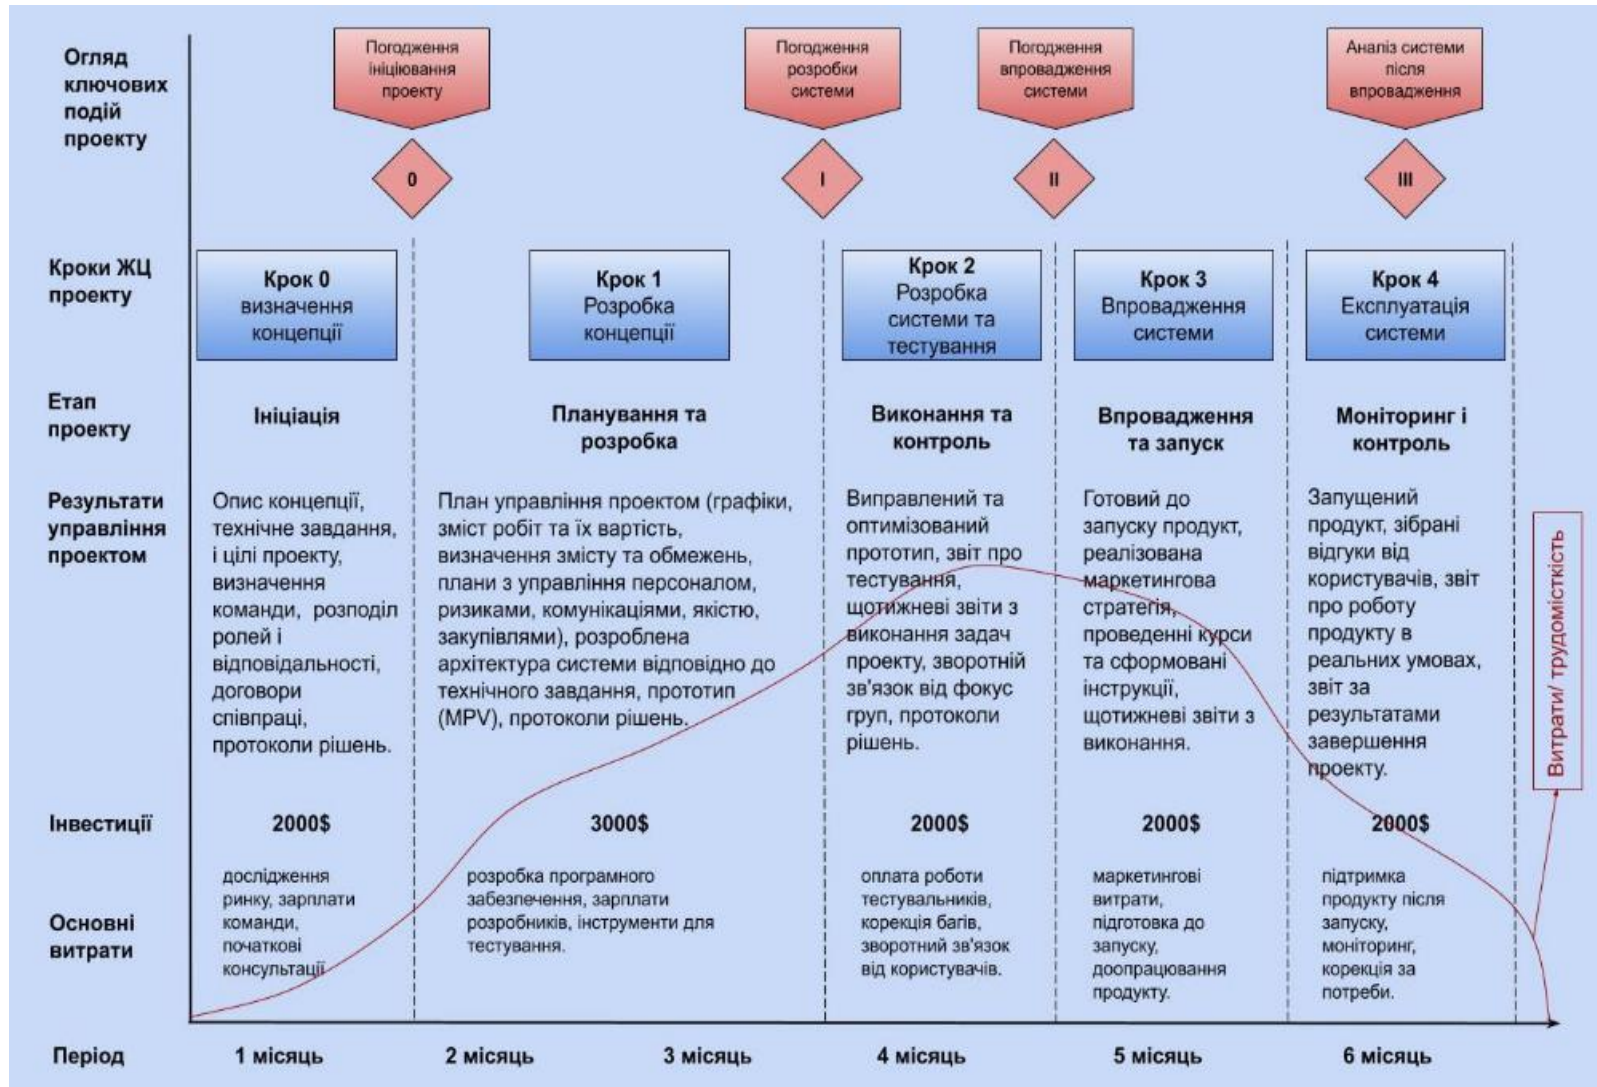 Огляд
ключових
подій
проекту
Погодження
ініціювання
проекту
Погодження
розробки
системи
Погодження
впровадження
системи
Аналіз системи
після
впровадження
0
I
II
III
Кроки ЖЦ
проекту
Крок 0
визначення
концепції
Крок 1
Розробка
концепції
Крок 2
Розробка
системи та
тестування
Крок 3
Впровадження
системи
Крок 4
Експлуатація
системи
Етап
проекту
Ініціація
Планування та
розробка
Виконання та
контроль
Впровадження
та запуск
Моніторинг і
контроль
Результати
управління
проектом
Опис концепції,
технічне завдання,
і цілі проекту,
визначення
команди, розподіл
ролей і
відповідальності,
договори
співпраці,
протоколи рішень.
План управління проектом (графіки,
зміст робіт та їх вартість,
визначення змісту та обмежень,
плани з управління персоналом,
ризиками, комунікаціями, якістю,
закупівлями), розроблена
архітектура системи відповідно до
технічного завдання, прототип
(MPV), протоколи рішень.
Виправлений та
оптимізований
прототип, звіт про
тестування,
щотижневі звіти з
виконання задач
проекту, зворотній
зв'язок від фокус
груп, протоколи
рішень.
Готовий до
запуску продукт,
реалізована
маркетингова
стратегія,
проведенні курси
та сформовані
інструкції,
щотижневі звіти з
виконання.
Запущений
продукт, зібрані
відгуки від
користувачів, звіт
про роботу
продукту в
реальних умовах,
звіт за
результатами
завершення
проекту.
Витрати/ трудомісткість
Інвестиції
2000$
3000$
2000$
2000$
2000$
Основні
витрати
дослідження
ринку, зарплати
команди,
початкові
консультації
розробка програмного
забезпечення, зарплати
розробників, інструменти для
тестування.
оплата роботи
тестувальників,
корекція багів,
зворотний зв'язок
від користувачів.
маркетингові
витрати,
підготовка до
запуску,
доопрацювання
продукту.
підтримка
продукту після
запуску,
моніторинг,
корекція за
потреби.
Період
1 місяць
2 місяць
3 місяць
4 місяць
5 місяць
6 місяць